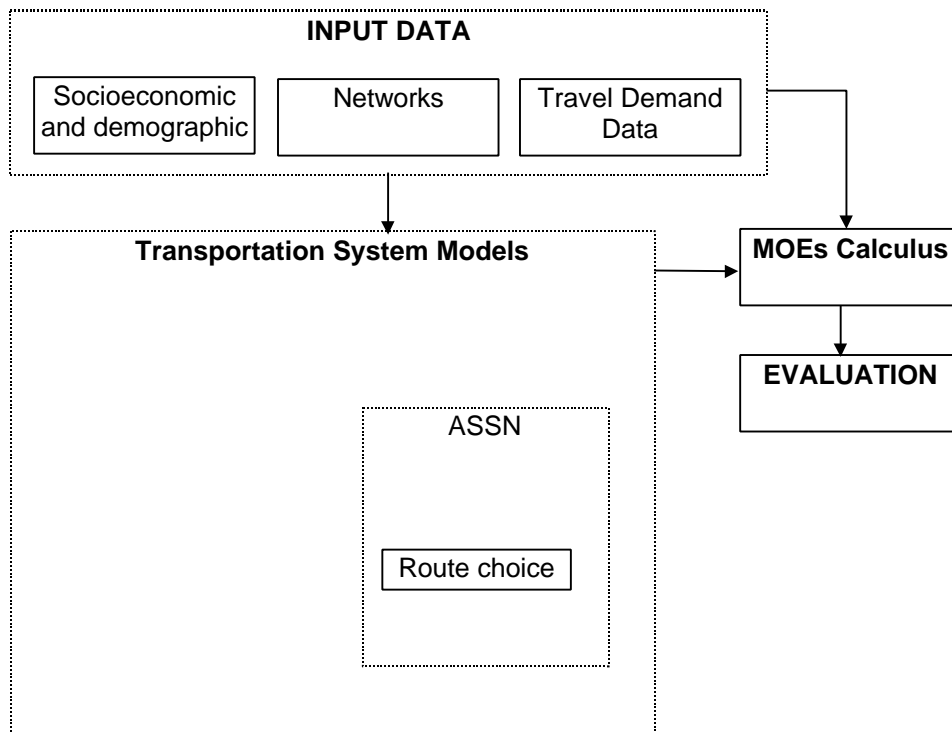 INPUT DATA
Socioeconomic
and demographic
Networks
Travel Demand
Data
Transportation System Models
MOEs Calculus
EVALUATION
ASSN
Route choice